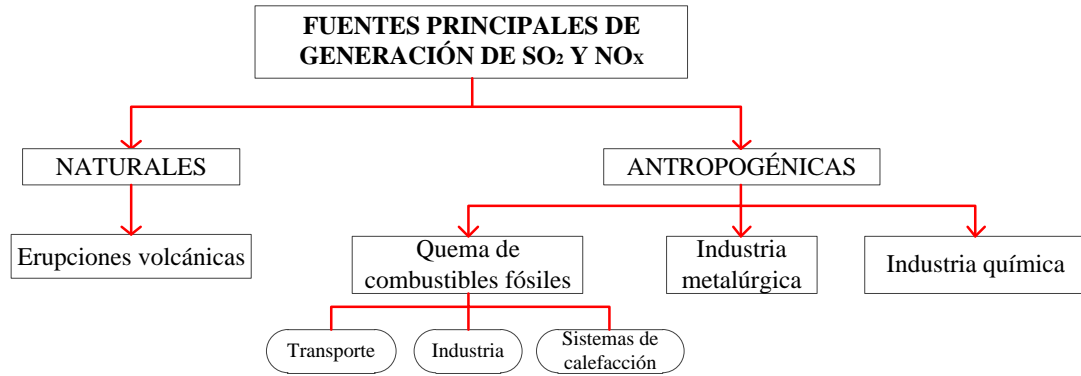 FUENTES PRINCIPALES DE
GENERACIÓN DE SO₂ Y NOx
NATURALES
ANTROPOGÉNICAS
Erupciones volcánicas
Quema de
combustibles fósiles
Industria
metalúrgica
Industria química
Transporte
Industria
Sistemas de
calefacción